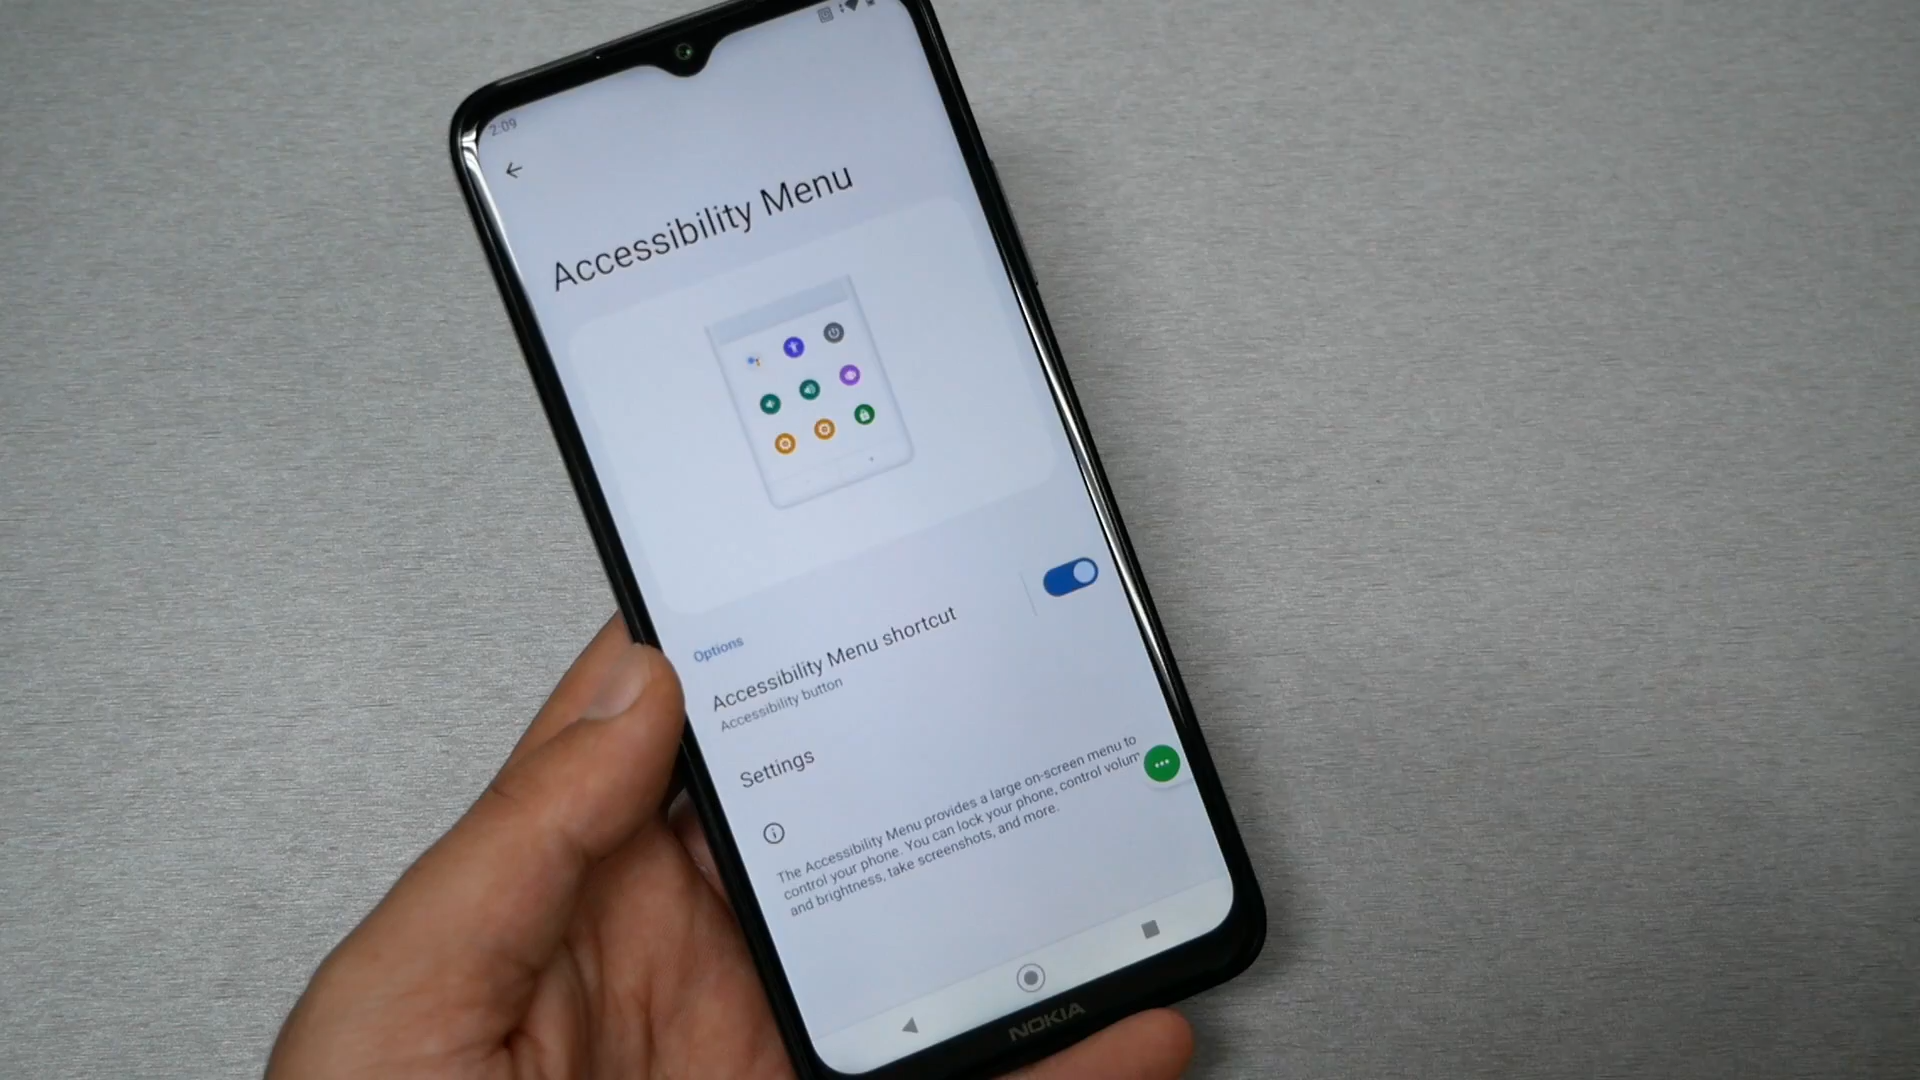 2:09
Accessibility Menu
Options
Accessibility Menu shortcut
Accessibility button
Settings
The Accessibility Menu provides a large on-screen menu to
control your phone. You can lock your phone, control volum
and brightness, take screenshots, and more.
NOKIA